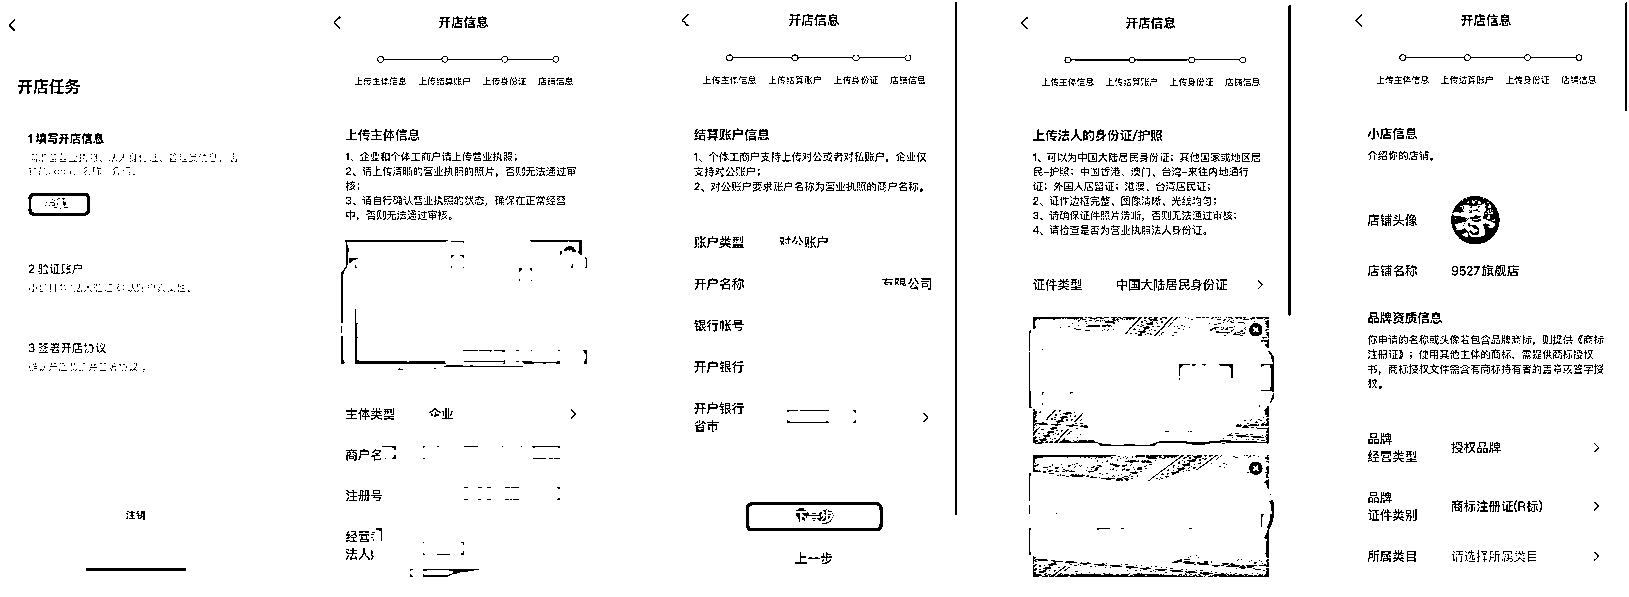 开店任务
1 填写开店信息
2 验证账户
3 签署开店协议
注销
开店信息
上传主体信息 上传结算账户 上传身份证 店铺信息
上传主体信息
1、企业和个体工商户请上传营业执照；
2、请上传清晰的营业执照的照片，否则无法通过审
核；
3、请自行确认营业执照的状态，确保在正常经营
中，否则无法通过审核。
主体类型 企业
商户名
注册号
经营
法人
开店信息
上传主体信息 上传结算账户 上传身份证 店铺信息
结算账户信息
1、个体工商户支持上传对公或者对私账户，企业仅
支持对公账户；
2、对公账户要求账户名称为营业执照的商户名称。
账户类型 对公账户
开户名称 有限公司
银行帐号
开户银行
开户银行
省市
下一步
上一步
开店信息
上传主体信息 上传结算账户 上传身份证 店铺信息
上传法人的身份证/护照
1、可以为中国大陆居民身份证；其他国家或地区居
民-护照；中国香港、澳门、台湾-来往内地通行
证；外国人居留证；港澳、台湾居民证；
2、证件边框完整、图像清晰、光线均匀；
3、请确保证件照片清晰，否则无法通过审核；
4、请检查是否为营业执照法人身份证。
证件类型 中国大陆居民身份证
开店信息
上传主体信息 上传结算账户 上传身份证 店铺信息
小店信息
介绍你的店铺。
店铺头像
店铺名称 9527旗舰店
品牌资质信息
你申请的名称或头像若包含品牌商标，则提供《商标
注册证》；使用其他主体的商标、需提供商标授权
书，商标授权文件需含有商标持有者的盖章或签字授
权。
品牌
经营类型 授权品牌
品牌
证件类别 商标注册证(R标)
所属类目 请选择所属类目